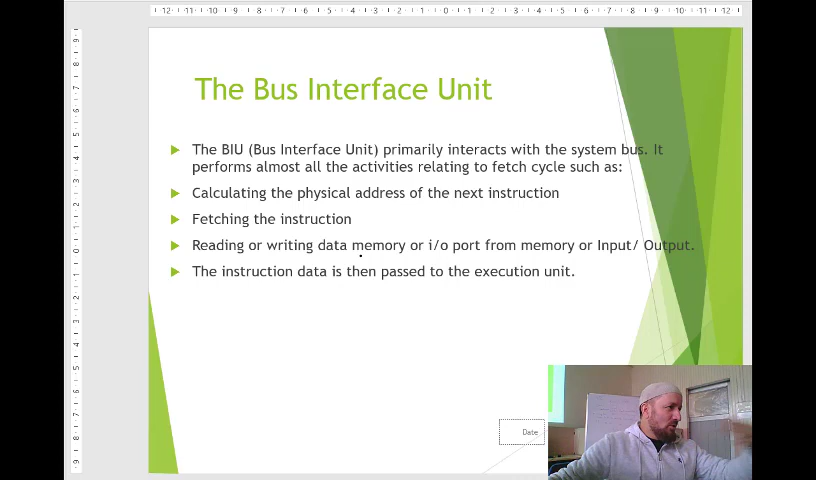 The Bus Interface Unit
The BIU (Bus Interface Unit) primarily interacts with the system bus. It
performs almost all the activities relating to fetch cycle such as:
Calculating the physical address of the next instruction
Fetching the instruction
Reading or writing data memory or i/o port from memory or Input/ Output.
The instruction data is then passed to the execution unit.
Date